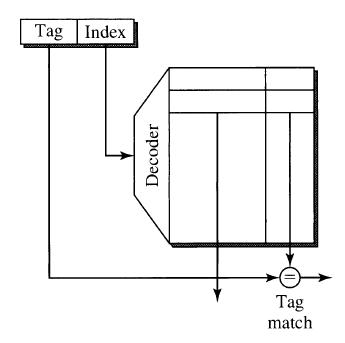 Tag Index
Decoder
=
Tag
match